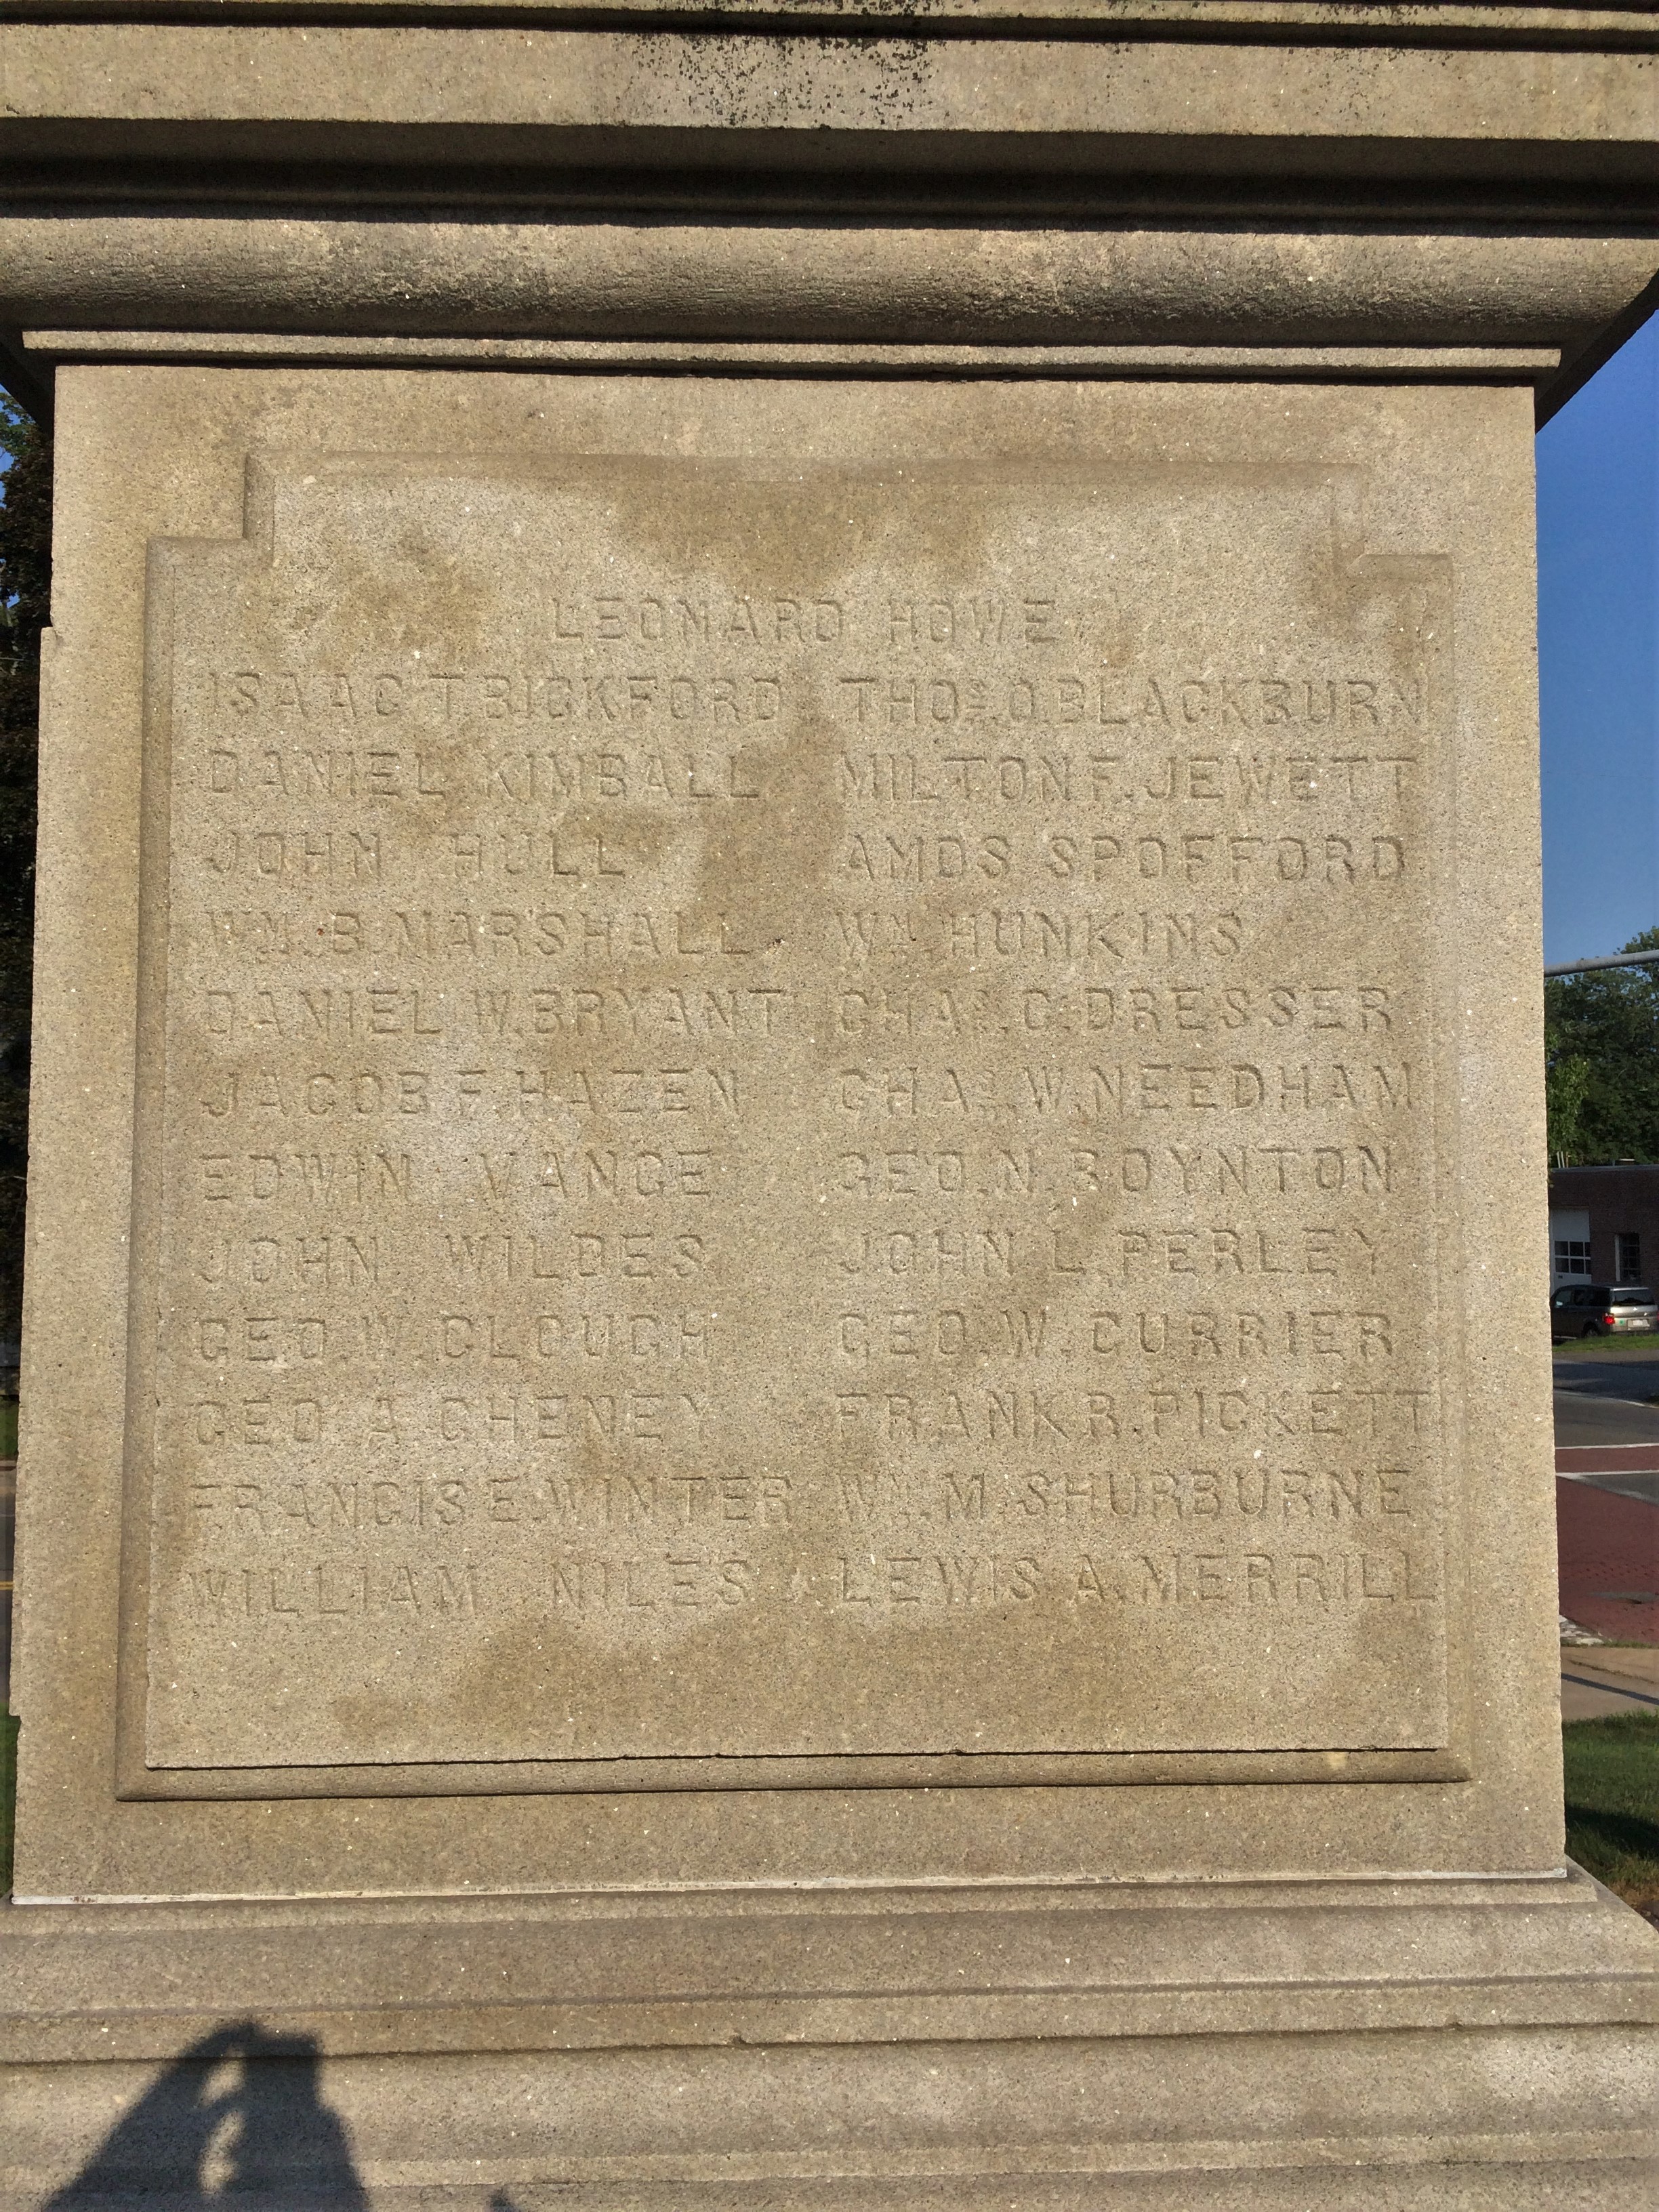 LEONARD HOWE
ISAAC T. BICKFORD
DANIEL KIMBALL
JOHN HULL
WM. B. MARSHALL
DANIEL W. BRYANT
JACOB F. HAZEN
EDWIN VANCE
JOHN WILDES
GEO. W. CLOUGH
GEO. A. CHENEY
FRANCIS E. WINTER
WILLIAM NILES
THOS. O. BLACKBURN
MILTON F. JEWETT
AMOS SPOFFORD
WM. HUNKINS
CHAS. C. DRESSER
CHAS. W. NEEDHAM
GEO. N. BOYNTON
JOHN L. PERLEY
GEO. W. CURRIER
FRANK R. PICKETT
WM. M. SHURBURNE
LEWIS A. MERRILL